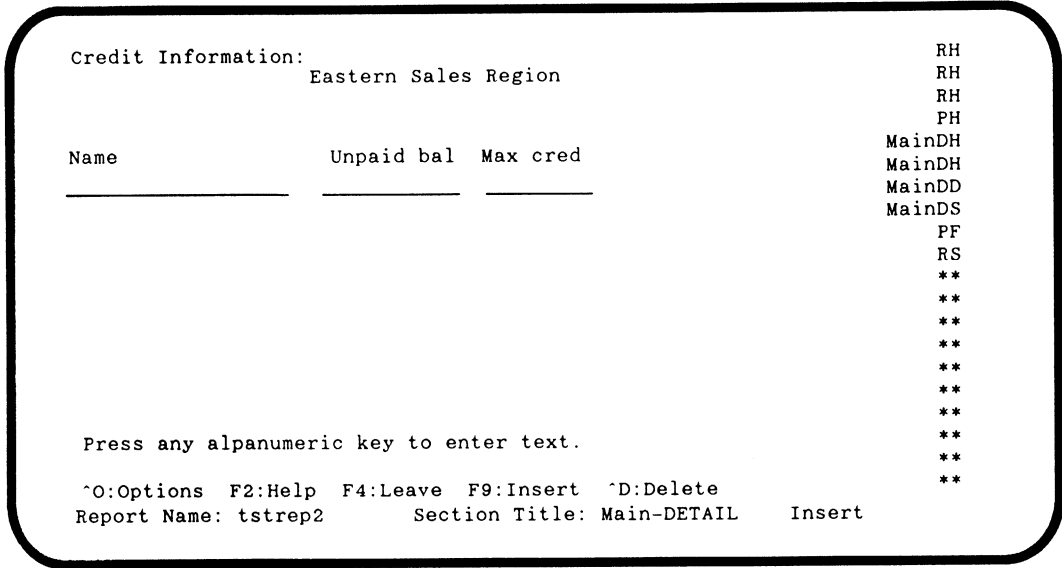 Credit Information: RH
Eastern Sales Region RH
RH
PH
MainDH
Name Unpaid bal Max cred
MainDH
MainDD
MainDS
PF
RS
**
**
**
**
**
**
**
Press any alpanumeric key to enter text. **
**
^O:Options F2:Help F4:Leave F9:Insert ^D:Delete **
Report Name: tstrep2 Section Title: Main-DETAIL Insert